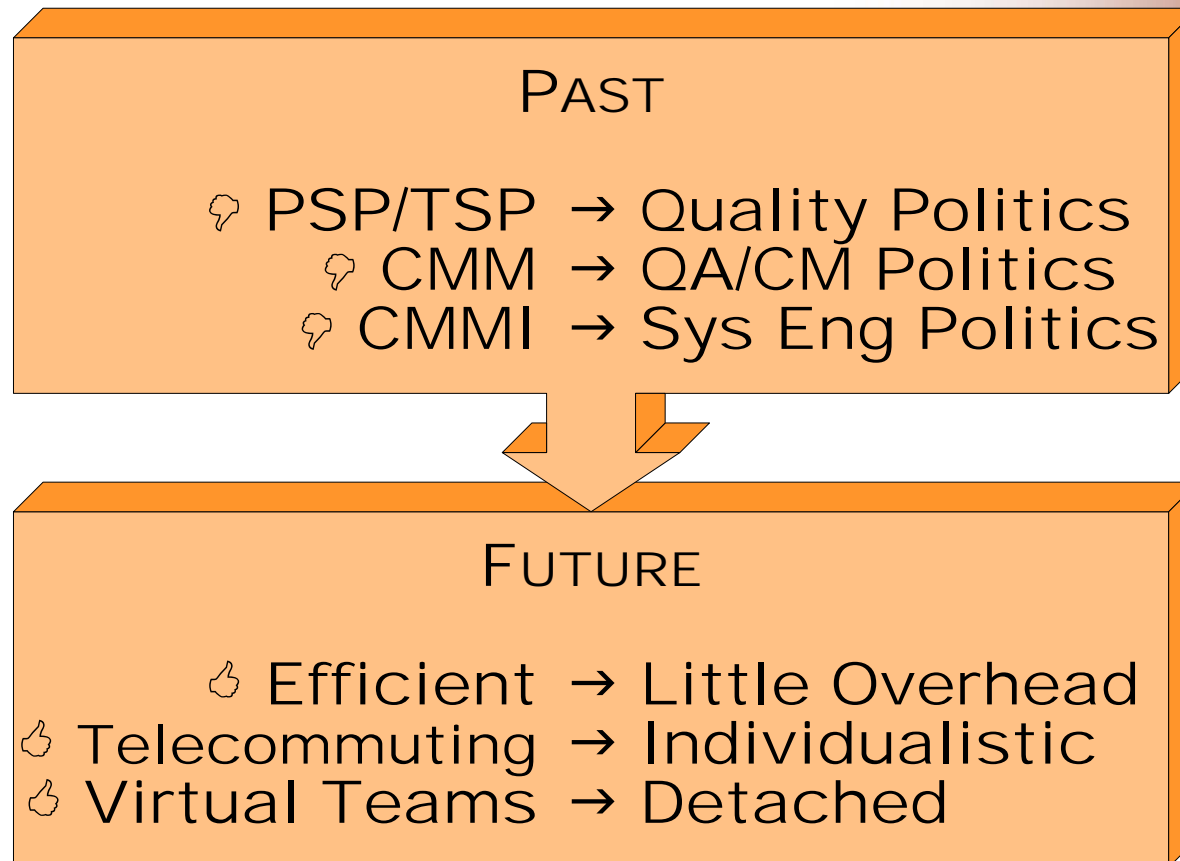 PAST
👎 PSP/TSP → Quality Politics
👎 CMM → QA/CM Politics
👎 CMMI → Sys Eng Politics
FUTURE
👍 Efficient → Little Overhead
👍 Telecommuting → Individualistic
👍 Virtual Teams → Detached